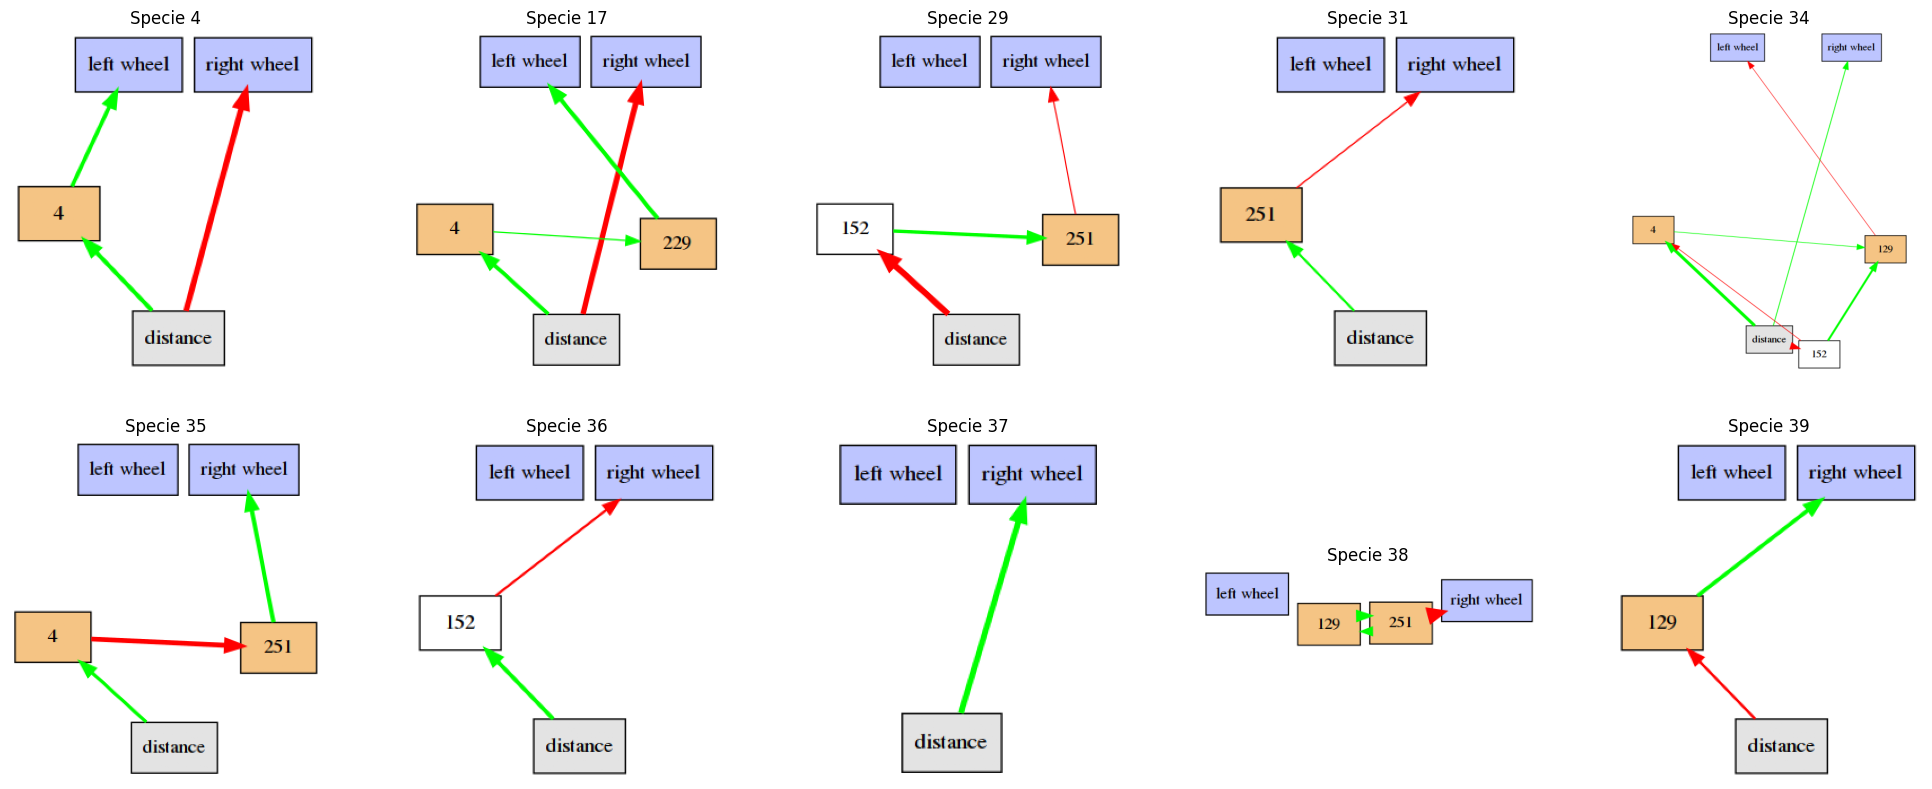 Specie 4
left wheel
right wheel
4
distance
Specie 17
left wheel
right wheel
4
229
distance
Specie 29
left wheel
right wheel
152
251
distance
Specie 31
left wheel
right wheel
251
distance
Specie 34
left wheel
right wheel
4
129
distance
152
Specie 35
left wheel
right wheel
4
251
distance
Specie 36
left wheel
right wheel
152
distance
Specie 37
left wheel
right wheel
distance
Specie 38
left wheel
129
251
right wheel
Specie 39
left wheel
right wheel
129
distance